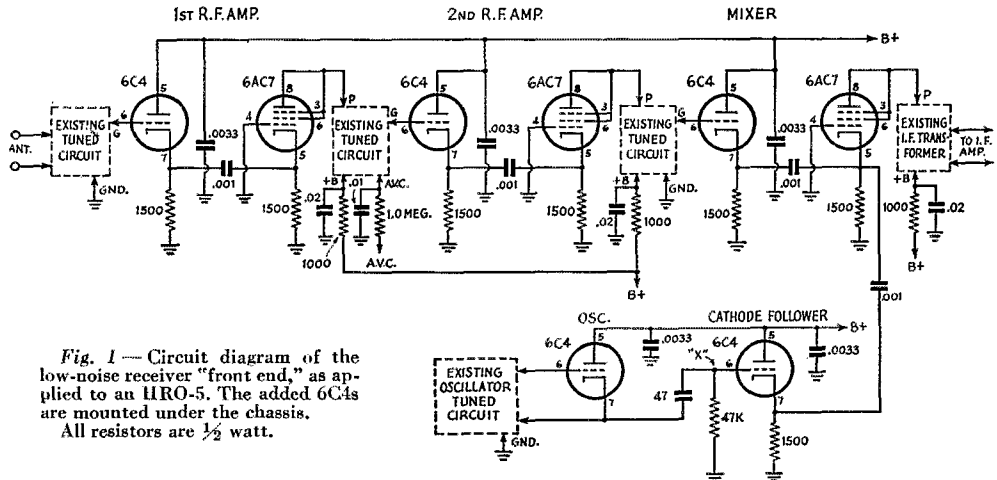 1ST R.F. AMP.
2ND R.F. AMP.
MIXER
B+
6C4
5
6
G
7
EXISTING
TUNED
CIRCUIT
ANT.
GND.
.0033
.001
1500
6AC7
8
4
3
6
5
1500
P
EXISTING
TUNED
CIRCUIT
+B
.02
1000
.01
A.V.C.
1.0 MEG.
A.V.C.
G
6C4
5
6
7
.0033
.001
1500
6AC7
8
4
3
6
5
1500
P
EXISTING
TUNED
CIRCUIT
+B
GND.
.02
1000
B+
G
6C4
5
6
7
.0033
.001
1500
6AC7
8
4
3
6
5
1500
P
EXISTING
I.F. TRANS-
FORMER
TO I.F.
AMP.
+B
1000
.02
B+
.001
OSC.
6C4
5
6
7
.0033
EXISTING
OSCILLATOR
TUNED
CIRCUIT
GND.
47
"X"
47K
CATHODE FOLLOWER
6C4
5
6
7
.0033
B+
1500
Fig. 1 — Circuit diagram of the
low-noise receiver "front end," as ap-
plied to an HRO-5. The added 6C4s
are mounted under the chassis.
All resistors are ½ watt.